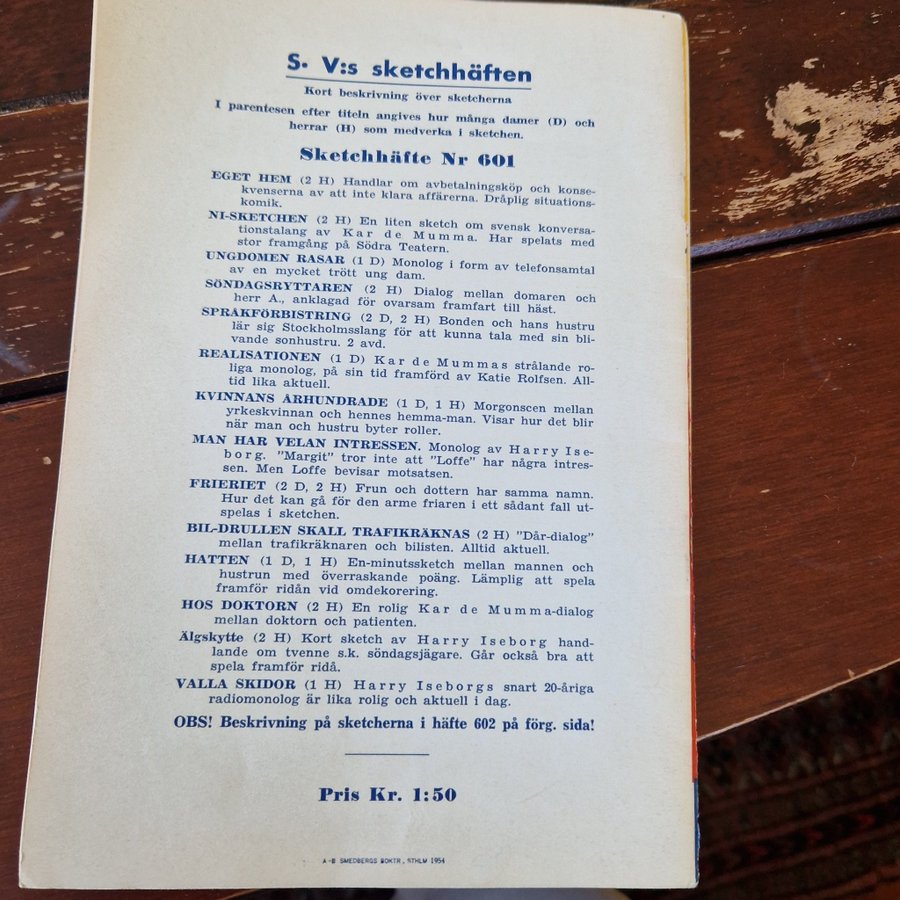 S. V:s sketchhäften
Kort beskrivning över sketcherna
I parentesen efter titeln angives hur många damer (D) och
herrar (H) som medverka i sketchen.
Sketchhäfte Nr 601
EGET HEM (2 H) Handlar om avbetalningsköp och konse-
kvenserna av att inte klara affärerna. Dråplig situations-
komik.
NI-SKETCHEN (2 H) En liten sketch om svensk konversa-
tionstalang av Kar de Mumma. Har spelats med
stor framgång på Södra Teatern.
UNGDOMEN RASAR (1 D) Monolog i form av telefonsamtal
av en mycket trött ung dam.
SÖNDAGSRYTTAREN (2 H) Dialog mellan domaren och
herr A., anklagad för ovarsam framfart till häst.
SPRÅKFÖRBISTRING (2 D, 2 H) Bonden och hans hustru
lär sig Stockholmsslang för att kunna tala med sin bli-
vande sonhustru. 2 avd.
REALISATIONEN (1 D) Kar de Mummas strålande ro-
liga monolog, på sin tid framförd av Katie Rolfsen. All-
tid lika aktuell.
KVINNANS ÅRHUNDRADE (1 D, 1 H) Morgonscen mellan
yrkeskvinnan och hennes hemma-man. Visar hur det blir
när man och hustru byter roller.
MAN HAR VELAN INTRESSEN. Monolog av Harry Ise-
borg. "Margit" tror inte att "Loffe" har några intres-
sen. Men Loffe bevisar motsatsen.
FRIERIET (2 D, 2 H) Frun och dottern har samma namn.
Hur det kan gå för den arme friaren i ett sådant fall ut-
spelas i sketchen.
BIL-DRULLEN SKALL TRAFIKRÄKNAS (2 H) "Dår-dialog"
mellan trafikräknaren och bilisten. Alltid aktuell.
HATTEN (1 D, 1 H) En-minutssketch mellan mannen och
hustrun med överraskande poäng. Lämplig att spela
framför ridån vid omdekorering.
HOS DOKTORN (2 H) En rolig Kar de Mumma-dialog
mellan doktorn och patienten.
Älgskytte (2 H) Kort sketch av Harry Iseborg hand-
lande om tvenne s.k. söndagsjägare. Går också bra att
spela framför ridå.
VALLA SKIDOR (1 H) Harry Iseborgs snart 20-åriga
radiomonolog är lika rolig och aktuell i dag.
OBS! Beskrivning på sketcherna i häfte 602 på förg. sida!
Pris Kr. 1:50
A-B SMEDBERGS BOKTR, STHLM 1954